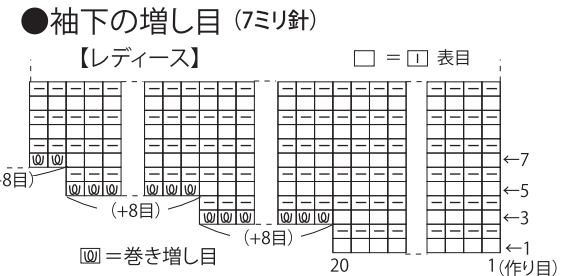 ●袖下の増し目(7ミリ針)
【レディース】
□=▯ 表目
←7
+8目)
←5
(+8目)
←3
(+8目)
=巻き増し目
←1
20
1(作り目)